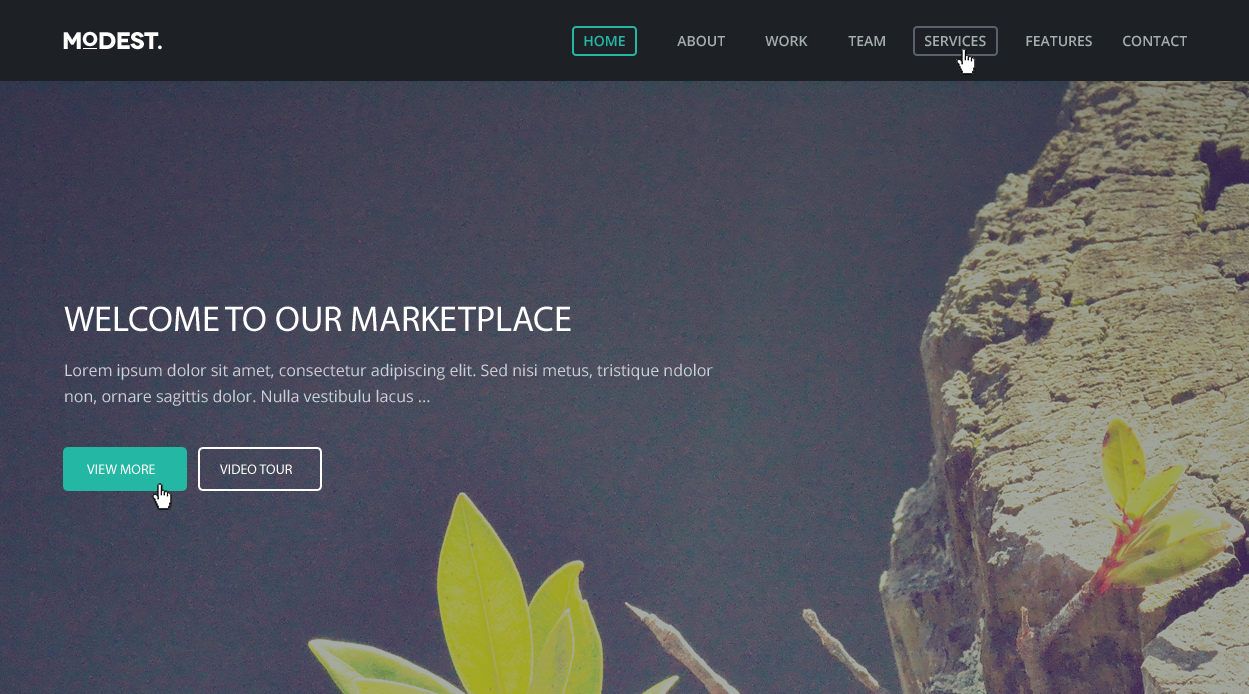 MODEST.
HOME ABOUT WORK TEAM SERVICES FEATURES CONTACT
WELCOME TO OUR MARKETPLACE
Lorem ipsum dolor sit amet, consectetur adipiscing elit. Sed nisi metus, tristique ndolor
non, ornare sagittis dolor. Nulla vestibulu lacus ...
VIEW MORE VIDEO TOUR